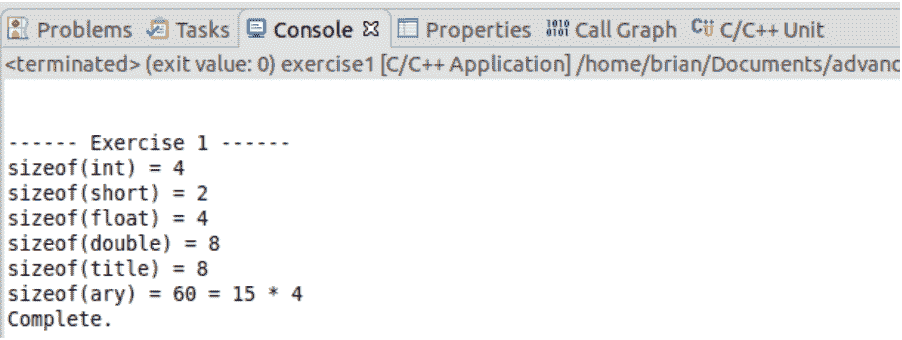 Problems Tasks Console Properties Call Graph C/C++ Unit
<terminated> (exit value: 0) exercise1 [C/C++ Application] /home/brian/Documents/advanc
------ Exercise 1 ------
sizeof(int) = 4
sizeof(short) = 2
sizeof(float) = 4
sizeof(double) = 8
sizeof(title) = 8
sizeof(ary) = 60 = 15 * 4
Complete.